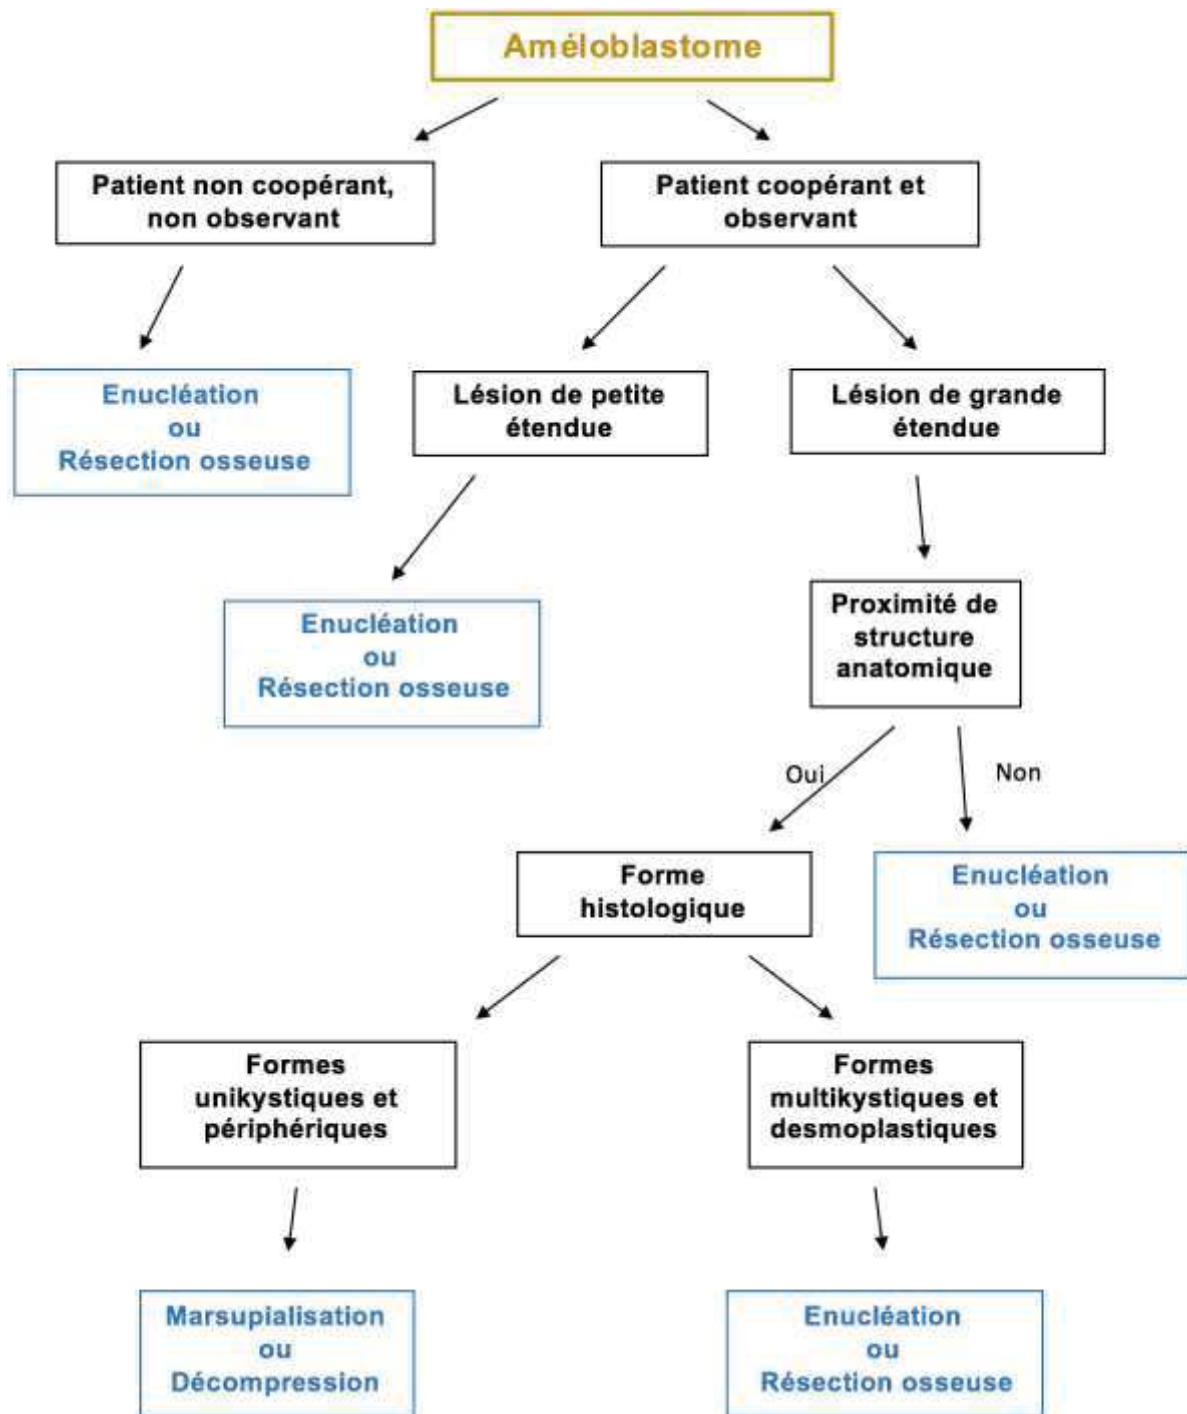 Améloblastome
Patient non coopérant,
non observant
Patient coopérant et
observant
Enucléation
ou
Résection osseuse
Lésion de petite
étendue
Lésion de grande
étendue
Enucléation
ou
Résection osseuse
Proximité de
structure
anatomique
Oui
Non
Forme
histologique
Enucléation
ou
Résection osseuse
Formes
unikystiques et
périphériques
Formes
multikystiques et
desmoplastiques
Marsupialisation
ou
Décompression
Enucléation
ou
Résection osseuse